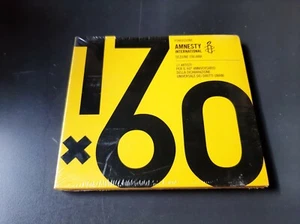 AMNESTY
INTERNATIONAL
SEZIONE ITALIANA
17 ARTISTI
PER IL 60° ANNIVERSARIO
DELLA DICHIARAZIONE
UNIVERSALE DEI DIRITTI UMANI
17
×60